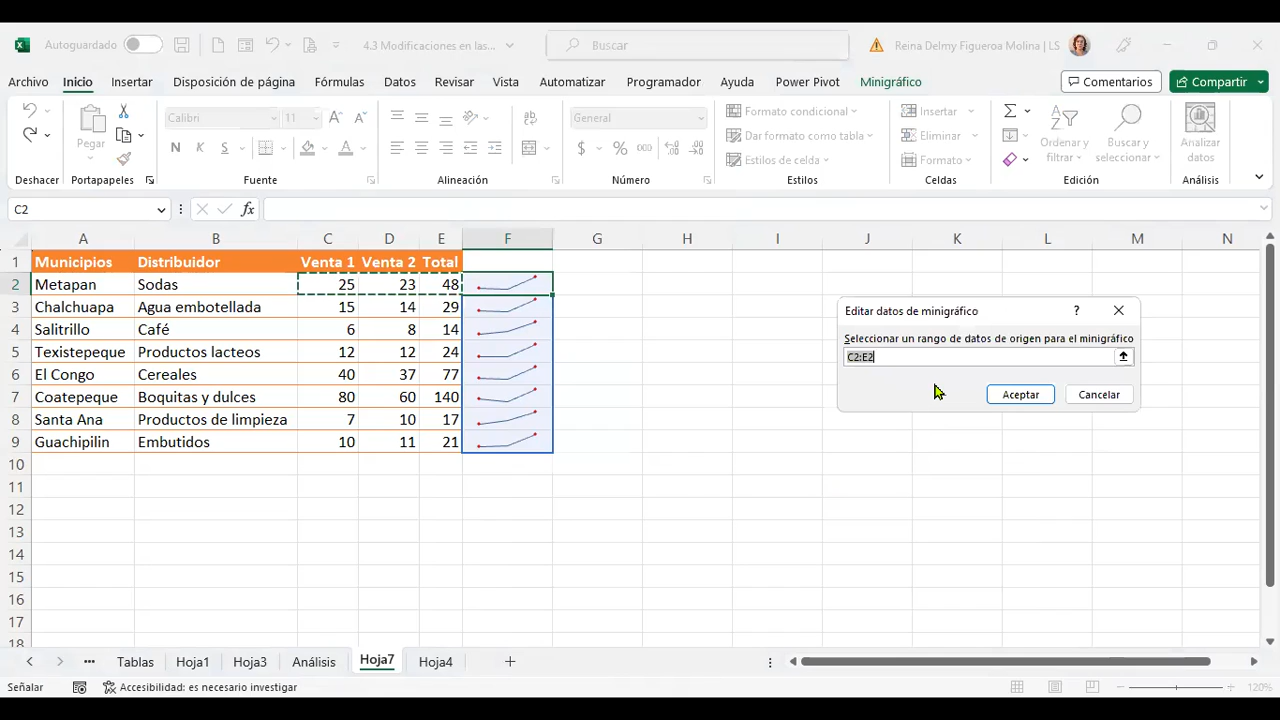 Autoguardado
4.3 Modificaciones en las...
Buscar
Reina Delmy Figueroa Molina | LS
Archivo Inicio Insertar Disposición de página Fórmulas Datos Revisar Vista Automatizar Programador Ayuda Power Pivot Minigráfico Comentarios Compartir
Pegar
Calibri 11
N K S
ab
General
$ % 000
Formato condicional
Dar formato como tabla
Estilos de celda
Insertar
Eliminar
Formato
Ordenar y filtrar
Buscar y seleccionar
Analizar datos
Deshacer Portapapeles Fuente Alineación Número Estilos Celdas Edición Análisis
C2 fx
A B C D E F G H I J K L M N
1 Municipios Distribuidor Venta 1 Venta 2 Total
2 Metapan Sodas 25 23 48
3 Chalchuapa Agua embotellada 15 14 29
4 Salitrillo Café 6 8 14
5 Texistepeque Productos lacteos 12 12 24
6 El Congo Cereales 40 37 77
7 Coatepeque Boquitas y dulces 80 60 140
8 Santa Ana Productos de limpieza 7 10 17
9 Guachipilin Embutidos 10 11 21
10
11
12
13
14
15
16
17
18
Editar datos de minigráfico ?
Seleccionar un rango de datos de origen para el minigráfico
C2:E2
Aceptar Cancelar
Tablas Hoja1 Hoja3 Análisis Hoja7 Hoja4
Señalar Accesibilidad: es necesario investigar 120%